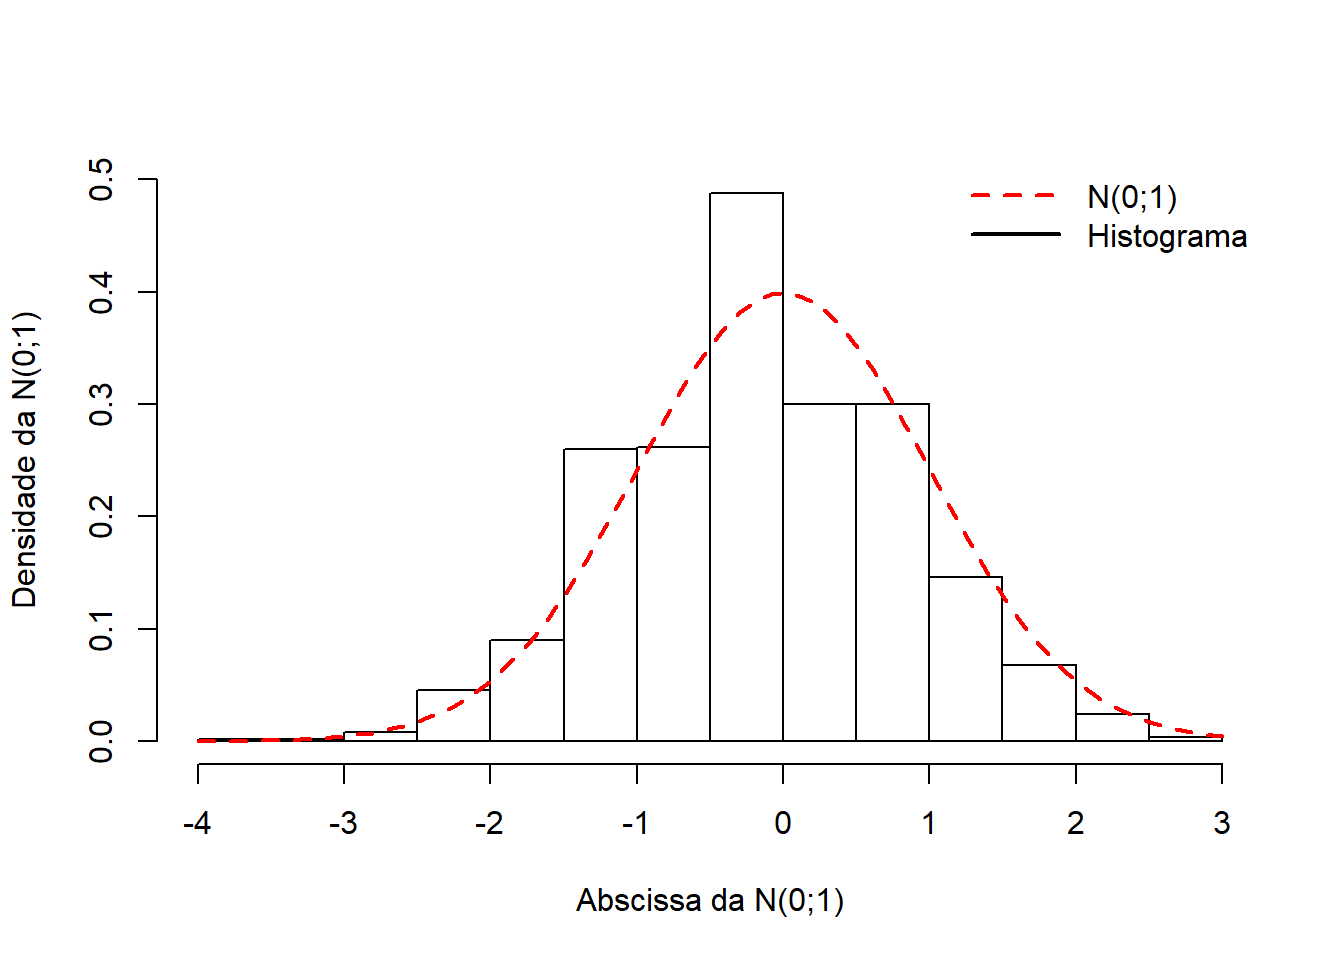 N(0;1)
Histograma
Densidade da N(0;1)
0.5
0.4
0.3
0.2
0.1
0.0
-4 -3 -2 -1 0 1 2 3
Abscissa da N(0;1)